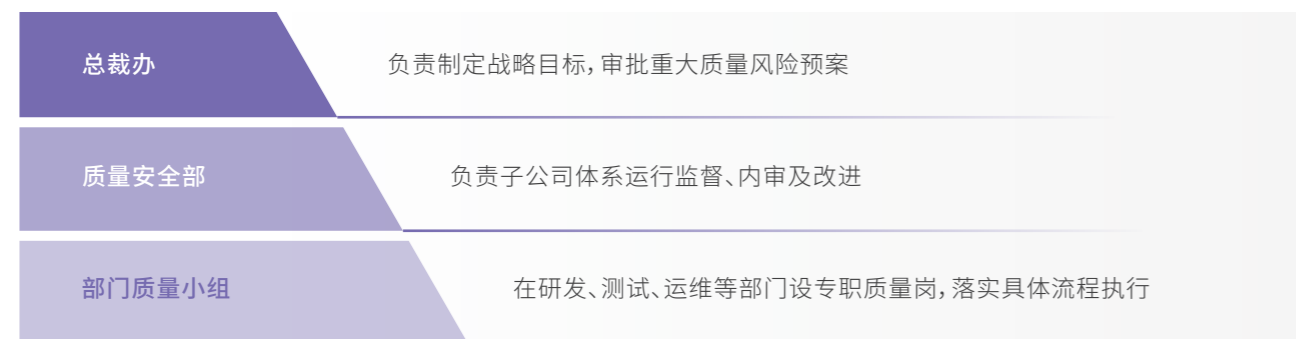 总裁办
负责制定战略目标，审批重大质量风险预案
质量安全部
负责子公司体系运行监督、内审及改进
部门质量小组
在研发、测试、运维等部门设专职质量岗，落实具体流程执行